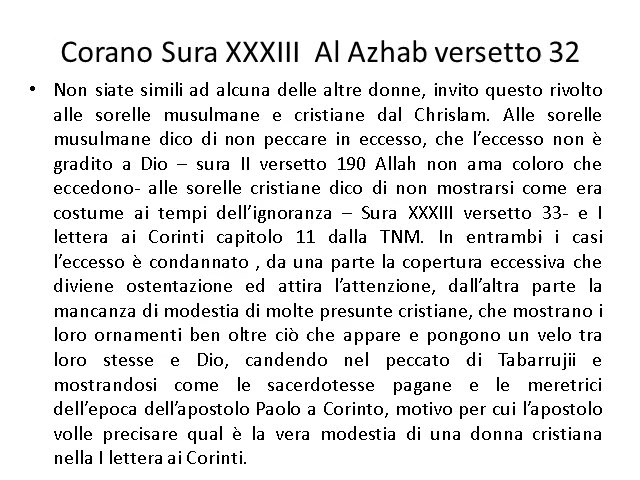 Corano Sura XXXIII  Al Azhab versetto 32
• Non siate simili ad alcuna delle altre donne, invito questo rivolto
alle sorelle musulmane e cristiane dal Chrislam. Alle sorelle
musulmane dico di non peccare in eccesso, che l’eccesso non è
gradito a Dio – sura II versetto 190 Allah non ama coloro che
eccedono- alle sorelle cristiane dico di non mostrarsi come era
costume ai tempi dell’ignoranza – Sura XXXIII versetto 33- e I
lettera ai Corinti capitolo 11 dalla TNM. In entrambi i casi
l’eccesso è condannato , da una parte la copertura eccessiva che
diviene ostentazione ed attira l’attenzione, dall’altra parte la
mancanza di modestia di molte presunte cristiane, che mostrano i
loro ornamenti ben oltre ciò che appare e pongono un velo tra
loro stesse e Dio, candendo nel peccato di Tabarrujii e
mostrandosi come le sacerdotesse pagane e le meretrici
dell’epoca dell’apostolo Paolo a Corinto, motivo per cui l’apostolo
volle precisare qual è la vera modestia di una donna cristiana
nella I lettera ai Corinti.